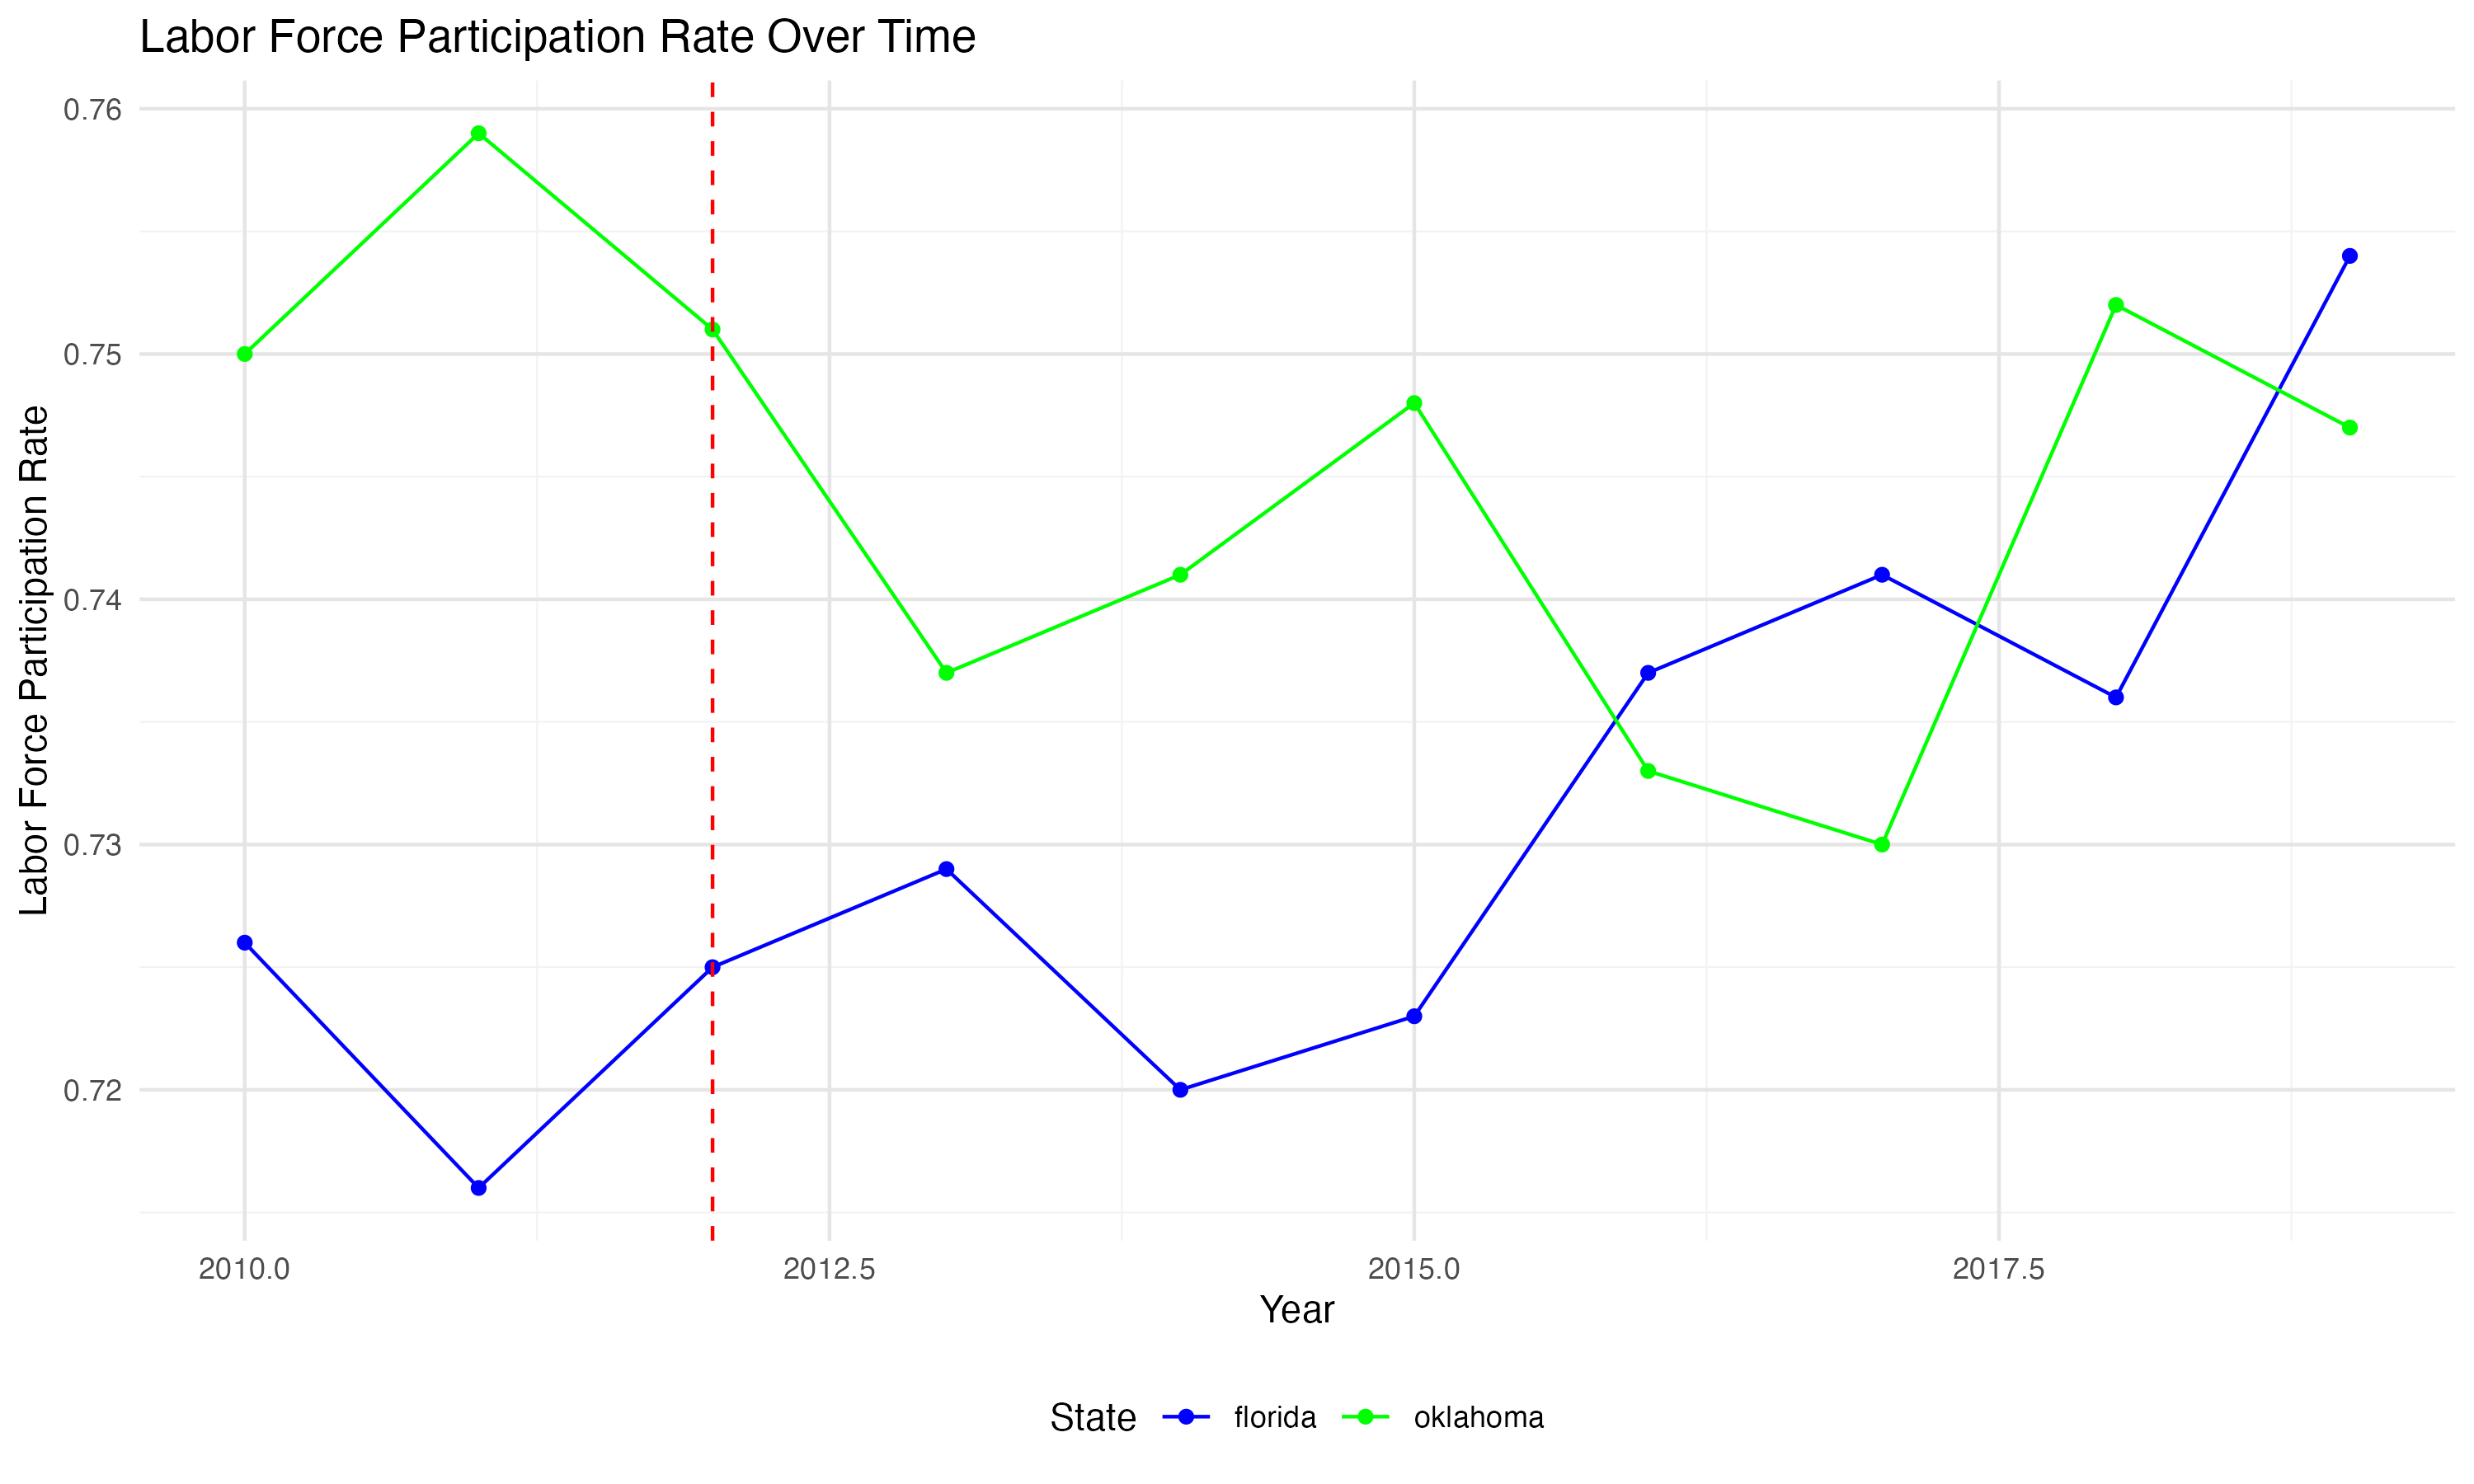 Labor Force Participation Rate Over Time
Labor Force Participation Rate
0.76
0.75
0.74
0.73
0.72
2010.0 2012.5 2015.0 2017.5
Year
State florida oklahoma